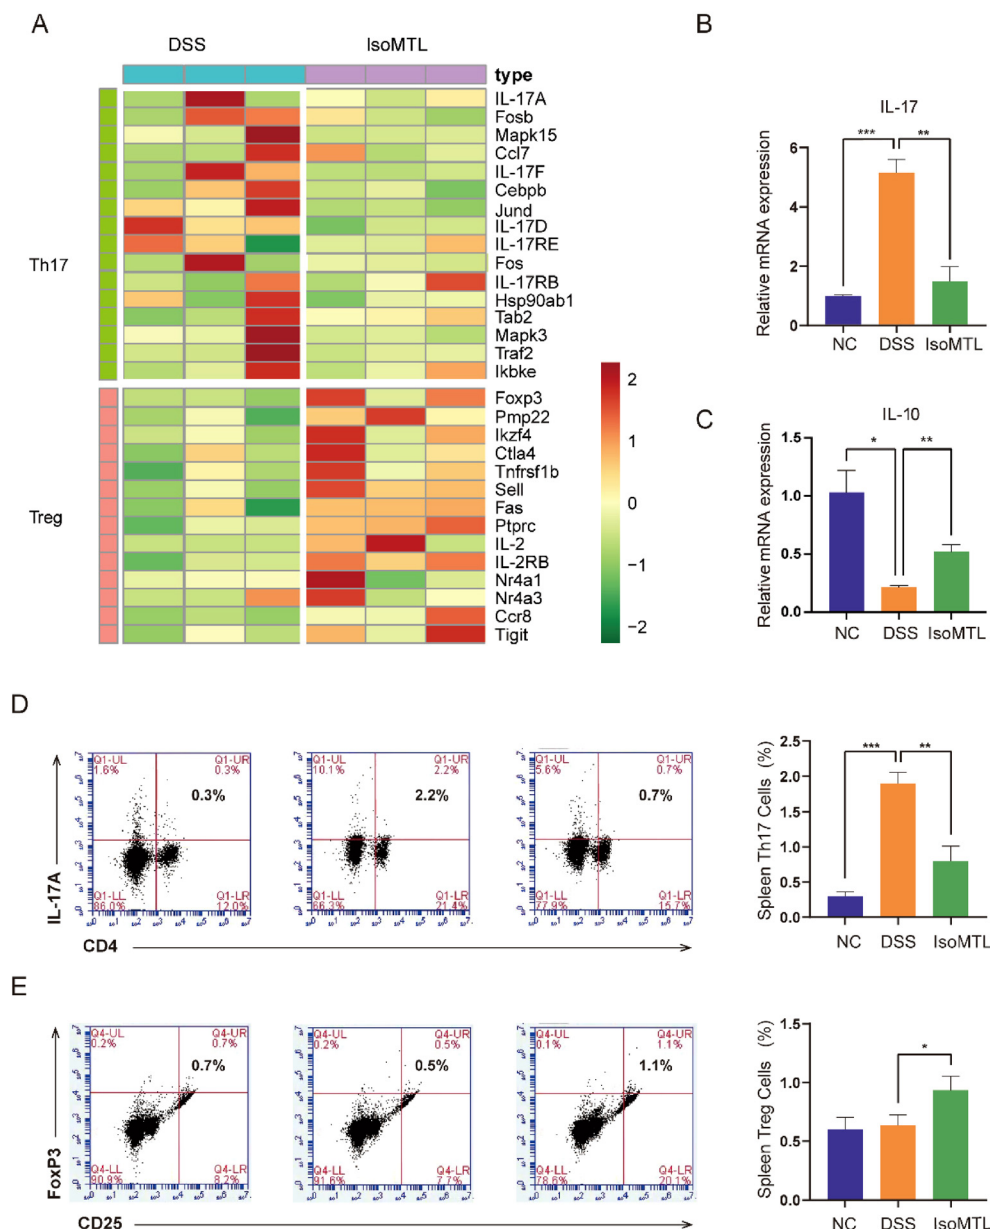 A
DSS IsoMTL
type
IL-17A
Fosb
Mapk15
Ccl7
IL-17F
Cebpb
Jund
IL-17D
IL-17RE
Fos
IL-17RB
Hsp90ab1
Tab2
Mapk3
Traf2
Ikbke
Th17
Foxp3
Pmp22
Ikzf4
Ctla4
Tnfrsf1b
Sell
Fas
Ptprc
IL-2
IL-2RB
Nr4a1
Nr4a3
Ccr8
Tigit
Treg
2
1
0
−1
−2
B
IL-17
*** **
Relative mRNA expression
6
4
2
0
NC DSS IsoMTL
C
IL-10
* **
Relative mRNA expression
1.5
1.0
0.5
0.0
NC DSS IsoMTL
D
IL-17A
CD4
Q1-UL Q1-UR
1.6% 0.3%
0.3%
Q1-LL Q1-LR
86.0% 12.0%
Q1-UL Q1-UR
10.1% 2.2%
2.2%
Q1-LL Q1-LR
66.3% 21.4%
Q1-UL Q1-UR
5.6% 0.7%
0.7%
Q1-LL Q1-LR
77.9% 15.7%
Spleen Th17 Cells (%)
2.5
2.0
1.5
1.0
0.5
0.0
*** **
NC DSS IsoMTL
E
FoxP3
CD25
Q4-UL Q4-UR
0.2% 0.7%
0.7%
Q4-LL Q4-LR
90.9% 8.2%
Q4-UL Q4-UR
0.2% 0.5%
0.5%
Q4-LL Q4-LR
91.6% 7.7%
Q4-UL Q4-UR
0.1% 1.1%
1.1%
Q4-LL Q4-LR
78.6% 20.1%
Spleen Treg Cells (%)
1.5
1.0
0.5
0.0
*
NC DSS IsoMTL